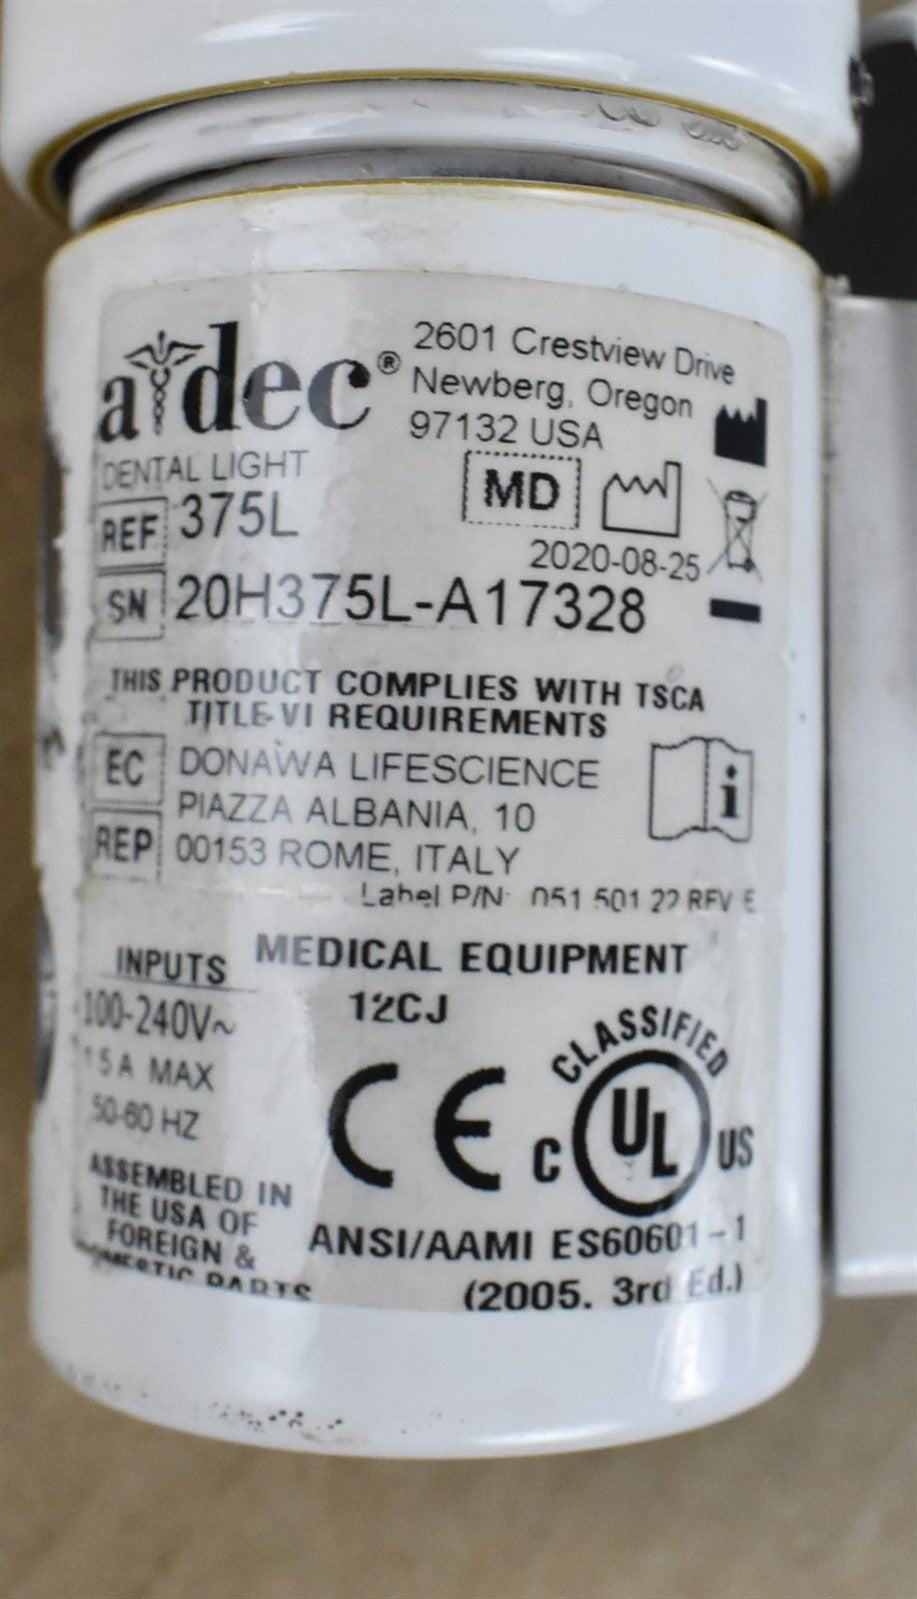 a dec®
2601 Crestview Drive
Newberg, Oregon
97132 USA
DENTAL LIGHT
REF 375L
MD
2020-08-25
SN 20H375L-A17328
THIS PRODUCT COMPLIES WITH TSCA
TITLE VI REQUIREMENTS
EC REP
DONAWA LIFESCIENCE
PIAZZA ALBANIA, 10
00153 ROME, ITALY
i
Label P/N: 051.501.22 REV E
MEDICAL EQUIPMENT
12CJ
INPUTS
100-240V~
1.5 A MAX
50-60 HZ
ASSEMBLED IN
THE USA OF
FOREIGN &
DOMESTIC PARTS
CE
CLASSIFIED
C UL US
ANSI/AAMI ES60601-1
(2005. 3rd Ed.)